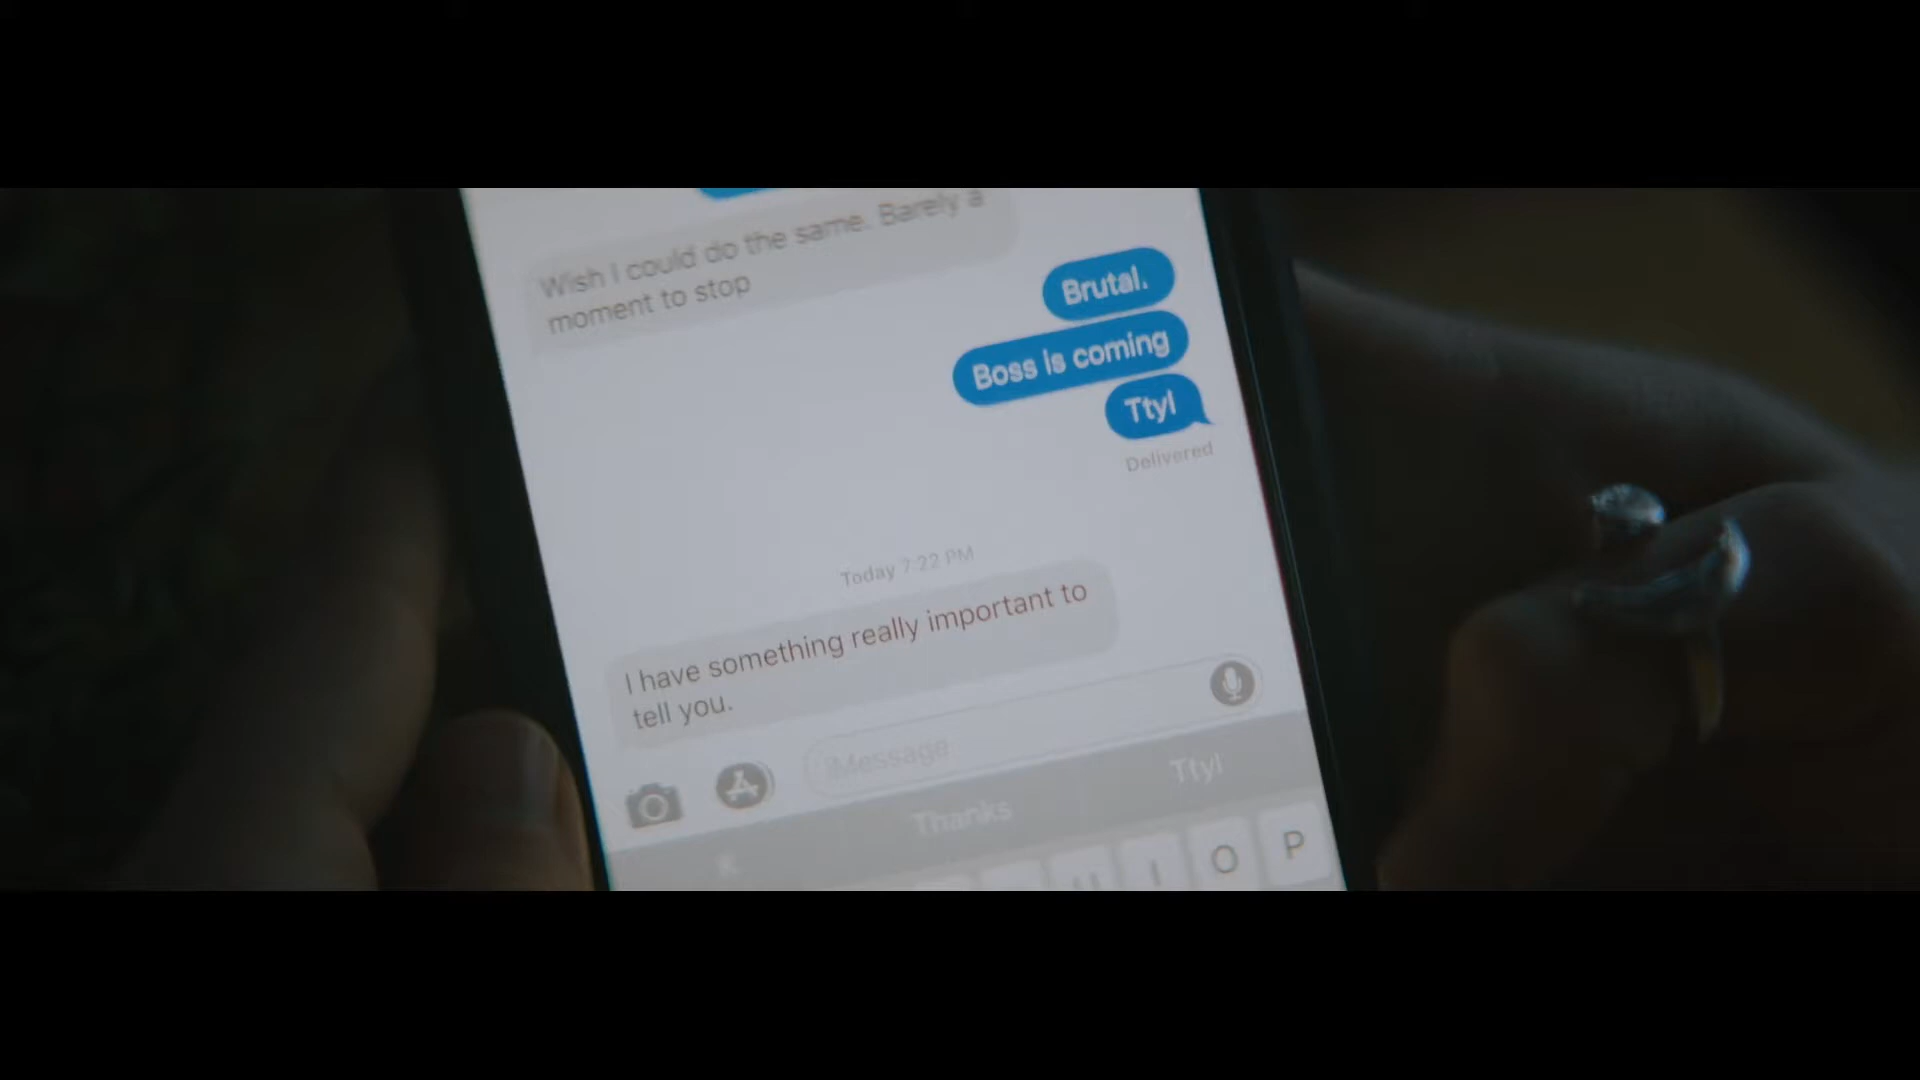 Wish I could do the same. Barely a
moment to stop
Brutal.
Boss is coming
Ttyl
Delivered
Today 7:22 PM
I have something really important to
tell you.
Message
Thanks
Ttyl
I O P